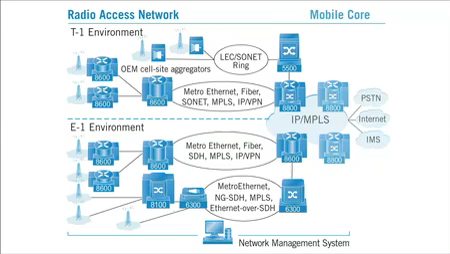 Radio Access Network
Mobile Core
T-1 Environment
LEC/SONET
Ring
5500
OEM cell-site aggregators
8600
8600
8600
Metro Ethernet, Fiber,
SONET, MPLS, IP/VPN
8800
8800
PSTN
IP/MPLS
Internet
IMS
E-1 Environment
8600
8600
8600
Metro Ethernet, Fiber,
SDH, MPLS, IP/VPN
8600
8800
8100
6300
MetroEthernet,
NG-SDH, MPLS,
Ethernet-over-SDH
6300
Network Management System